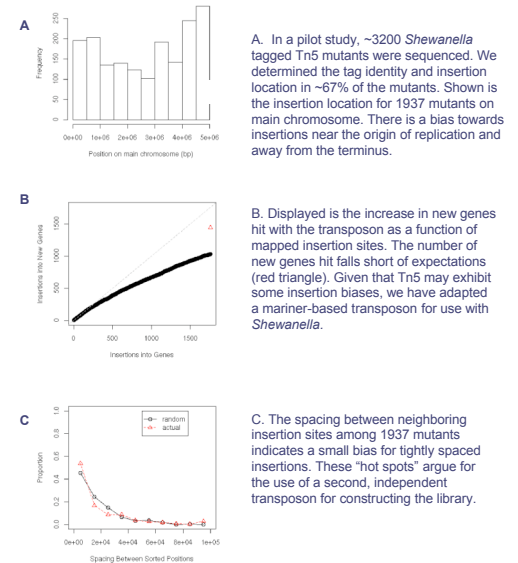 A
250
200
150
100
50
0
Frequency
0e+00 1e+06 2e+06 3e+06 4e+06 5e+06
Position on main chromosome (bp)
A. In a pilot study, ~3200 Shewanella
tagged Tn5 mutants were sequenced. We
determined the tag identity and insertion
location in ~67% of the mutants. Shown is
the insertion location for 1937 mutants on
main chromosome. There is a bias towards
insertions near the origin of replication and
away from the terminus.
B
1500
1000
500
0
Insertions Into New Genes
0 500 1000 1500
Insertions Into Genes
B. Displayed is the increase in new genes
hit with the transposon as a function of
mapped insertion sites. The number of
new genes hit falls short of expectations
(red triangle). Given that Tn5 may exhibit
some insertion biases, we have adapted
a mariner-based transposon for use with
Shewanella.
C
1.0
0.8
0.6
0.4
0.2
0.0
Proportion
random
actual
0e+00 2e+04 4e+04 6e+04 8e+04 1e+05
Spacing Between Sorted Positions
C. The spacing between neighboring
insertion sites among 1937 mutants
indicates a small bias for tightly spaced
insertions. These “hot spots” argue for
the use of a second, independent
transposon for constructing the library.